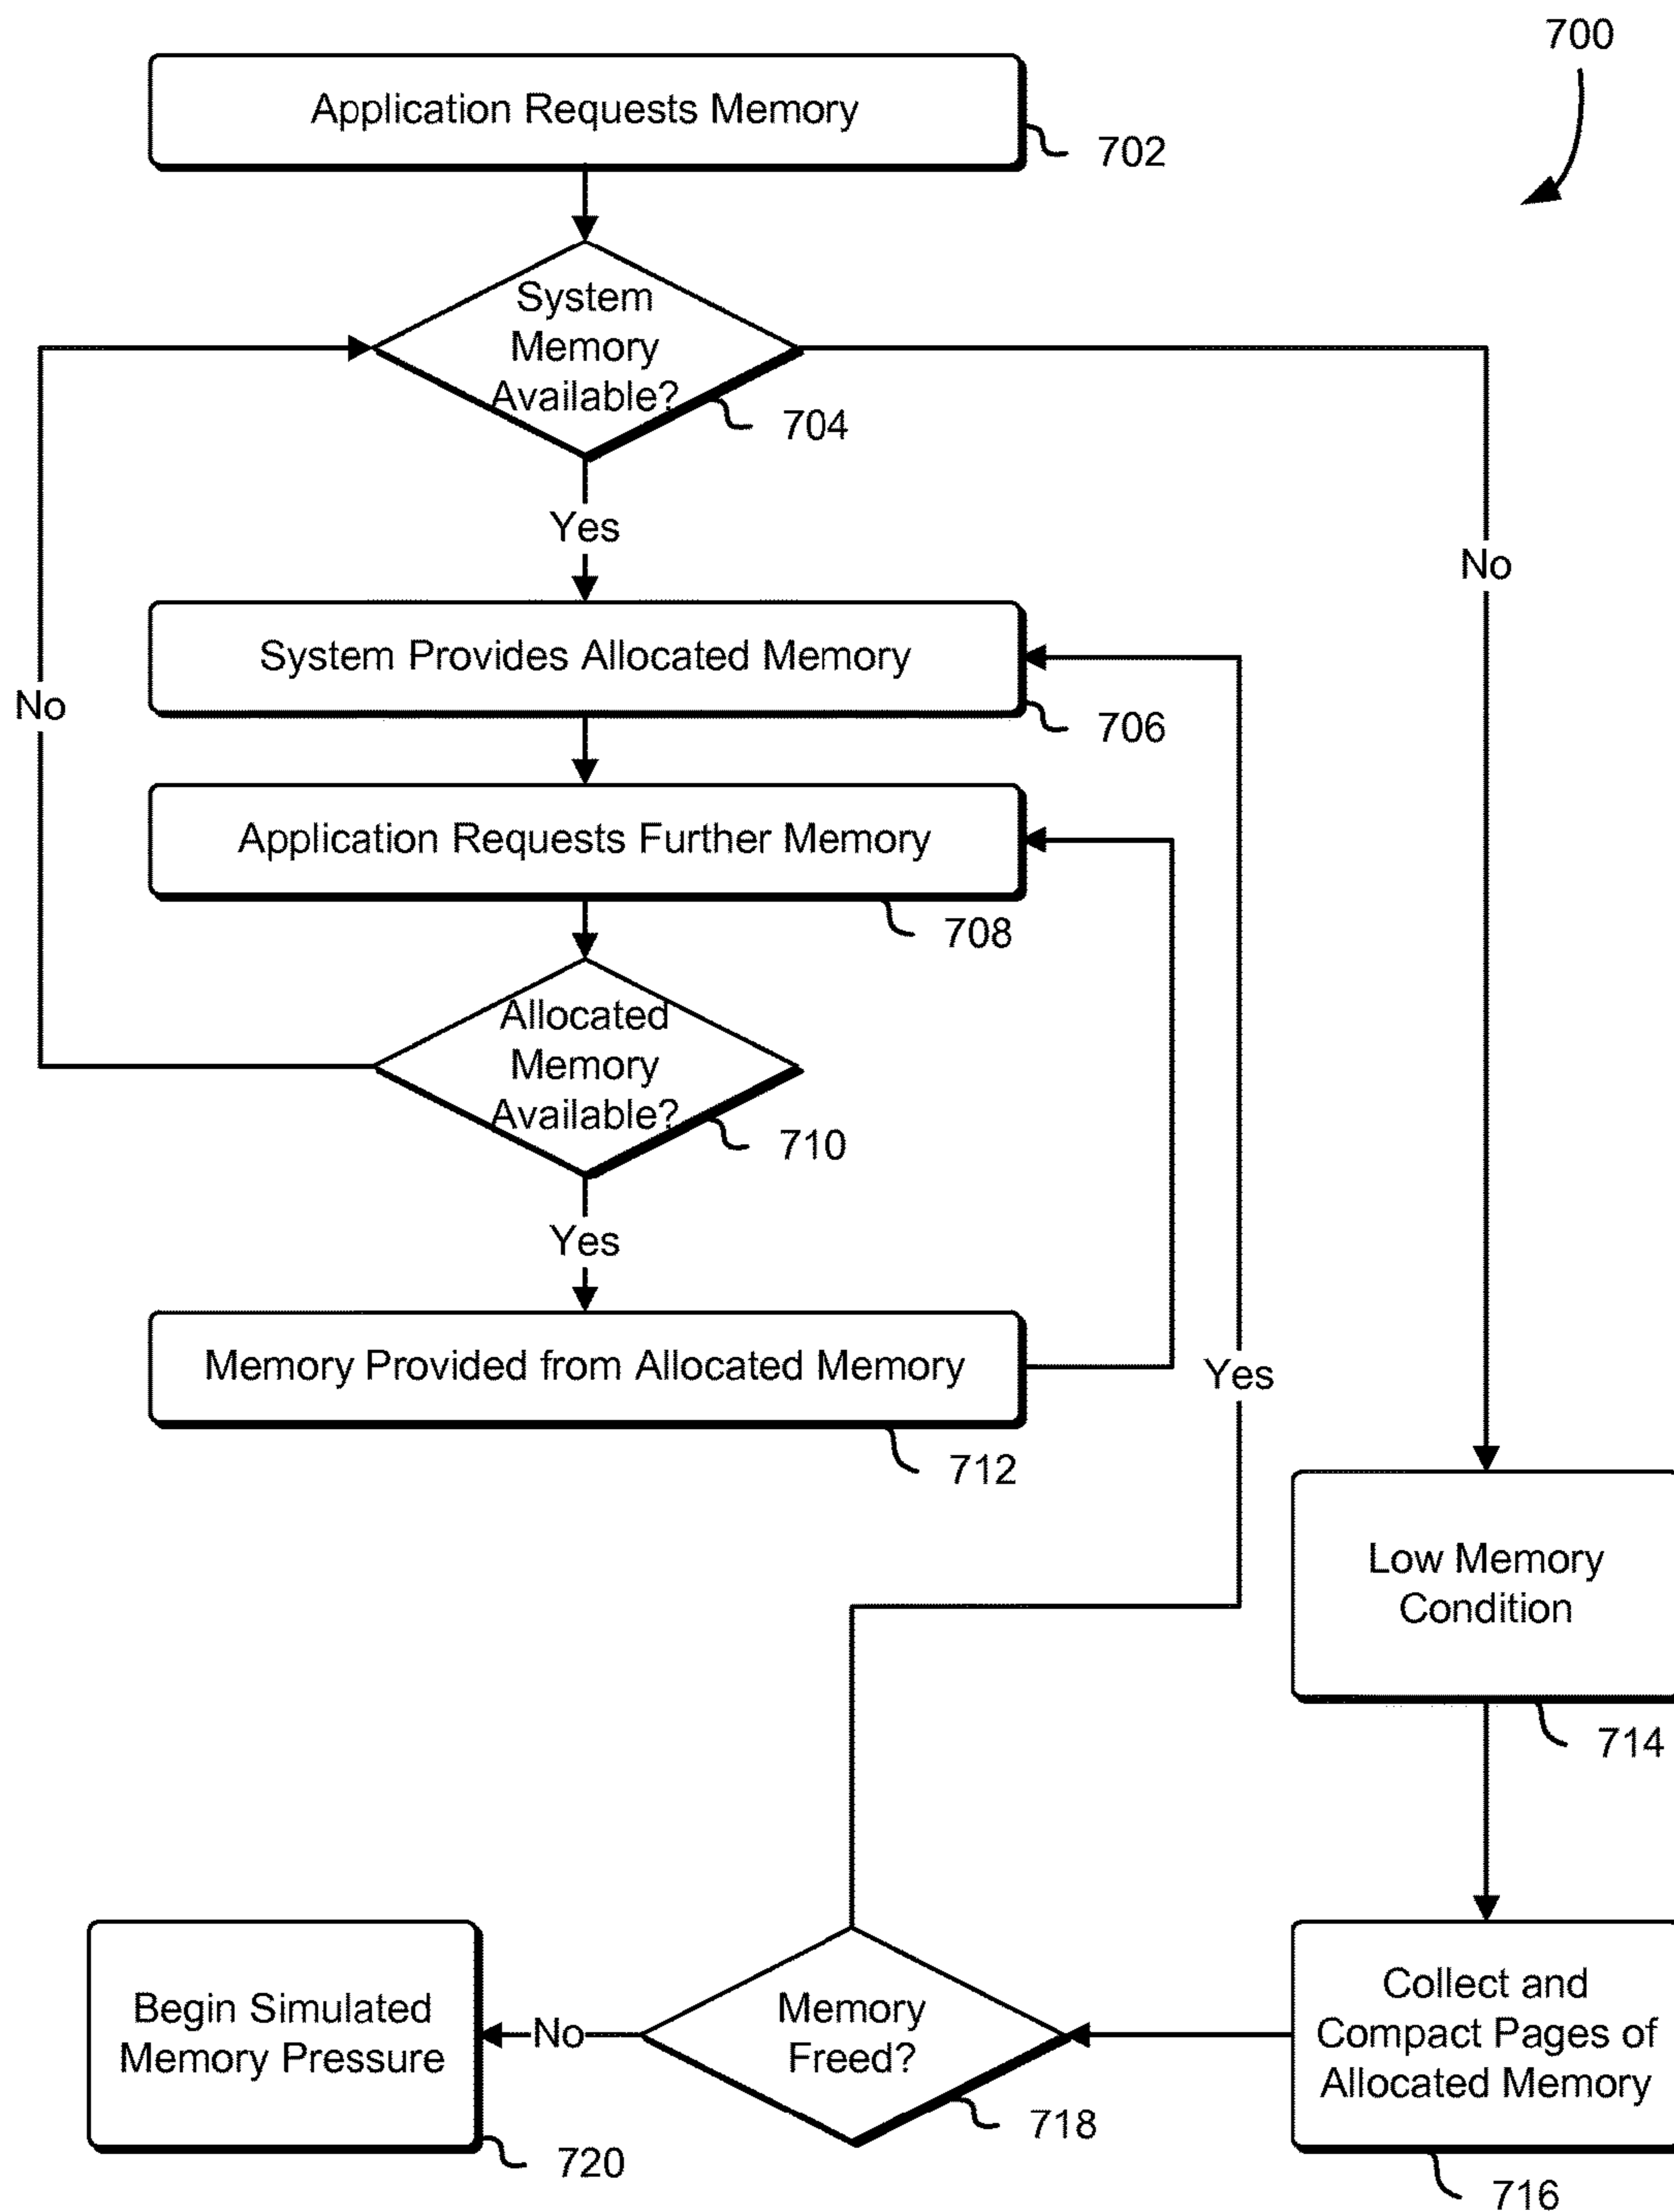 700
Application Requests Memory
702
System
Memory
Available?
704
Yes
No
System Provides Allocated Memory
706
No
Application Requests Further Memory
708
Allocated
Memory
Available?
710
Yes
Memory Provided from Allocated Memory
712
Yes
Low Memory
Condition
714
Collect and
Compact Pages of
Allocated Memory
716
Memory
Freed?
718
No
Begin Simulated
Memory Pressure
720